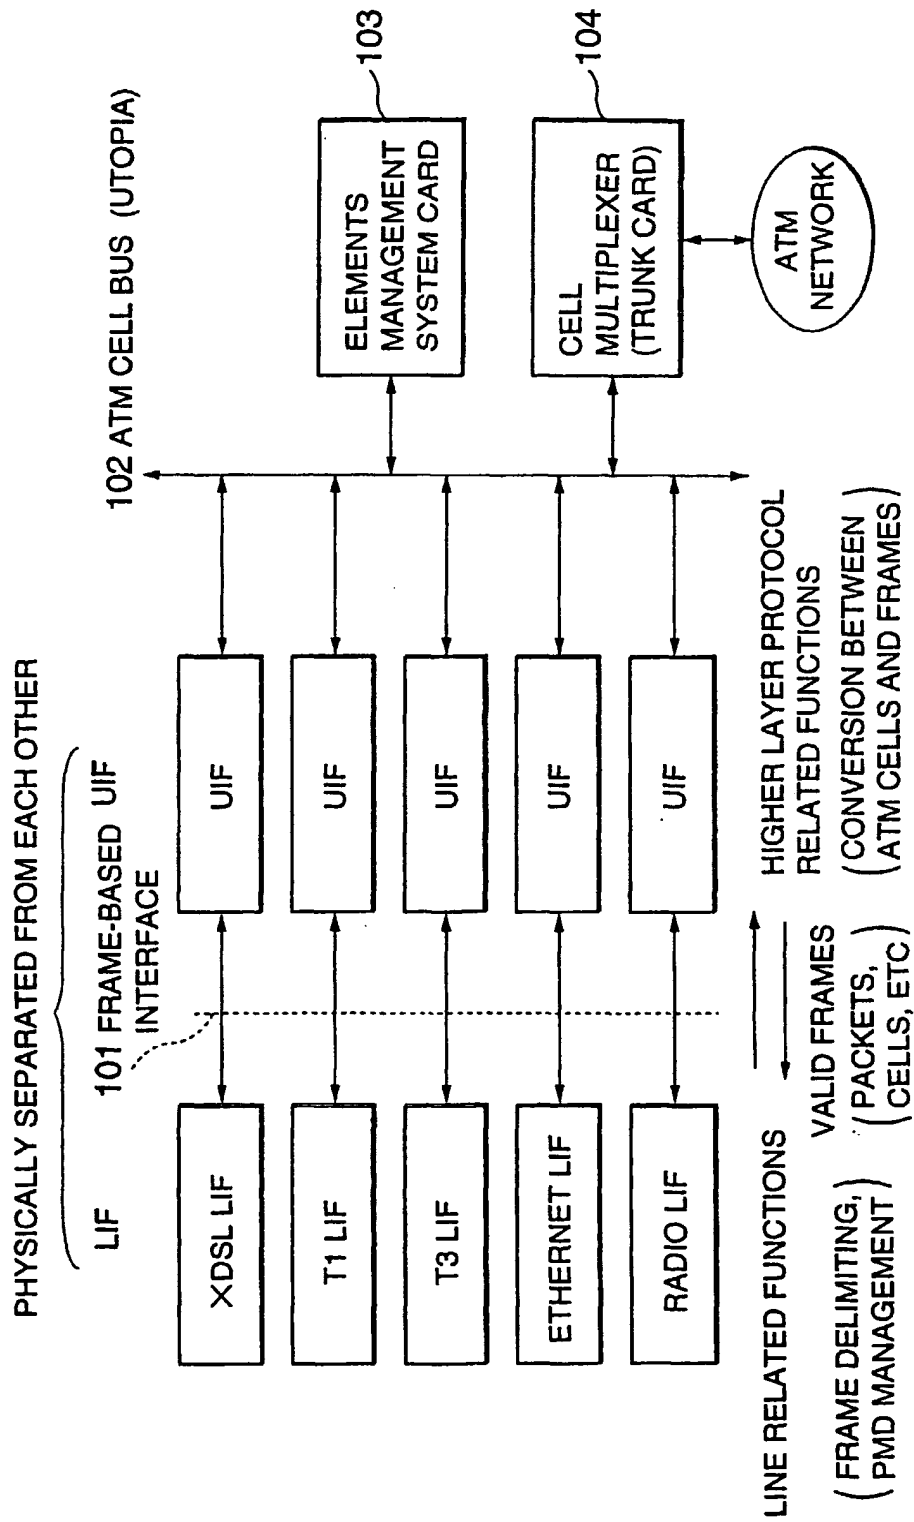 PHYSICALLY SEPARATED FROM EACH OTHER
LIF
UIF
101 FRAME-BASED
INTERFACE
102 ATM CELL BUS (UTOPIA)
XDSL LIF
UIF
T1 LIF
UIF
T3 LIF
UIF
ETHERNET LIF
UIF
RADIO LIF
UIF
ELEMENTS
MANAGEMENT
SYSTEM CARD
103
CELL
MULTIPLEXER
(TRUNK CARD)
104
ATM
NETWORK
LINE RELATED FUNCTIONS
(FRAME DELIMITING,
PMD MANAGEMENT)
VALID FRAMES
(PACKETS,
CELLS, ETC)
HIGHER LAYER PROTOCOL
RELATED FUNCTIONS
(CONVERSION BETWEEN
ATM CELLS AND FRAMES)